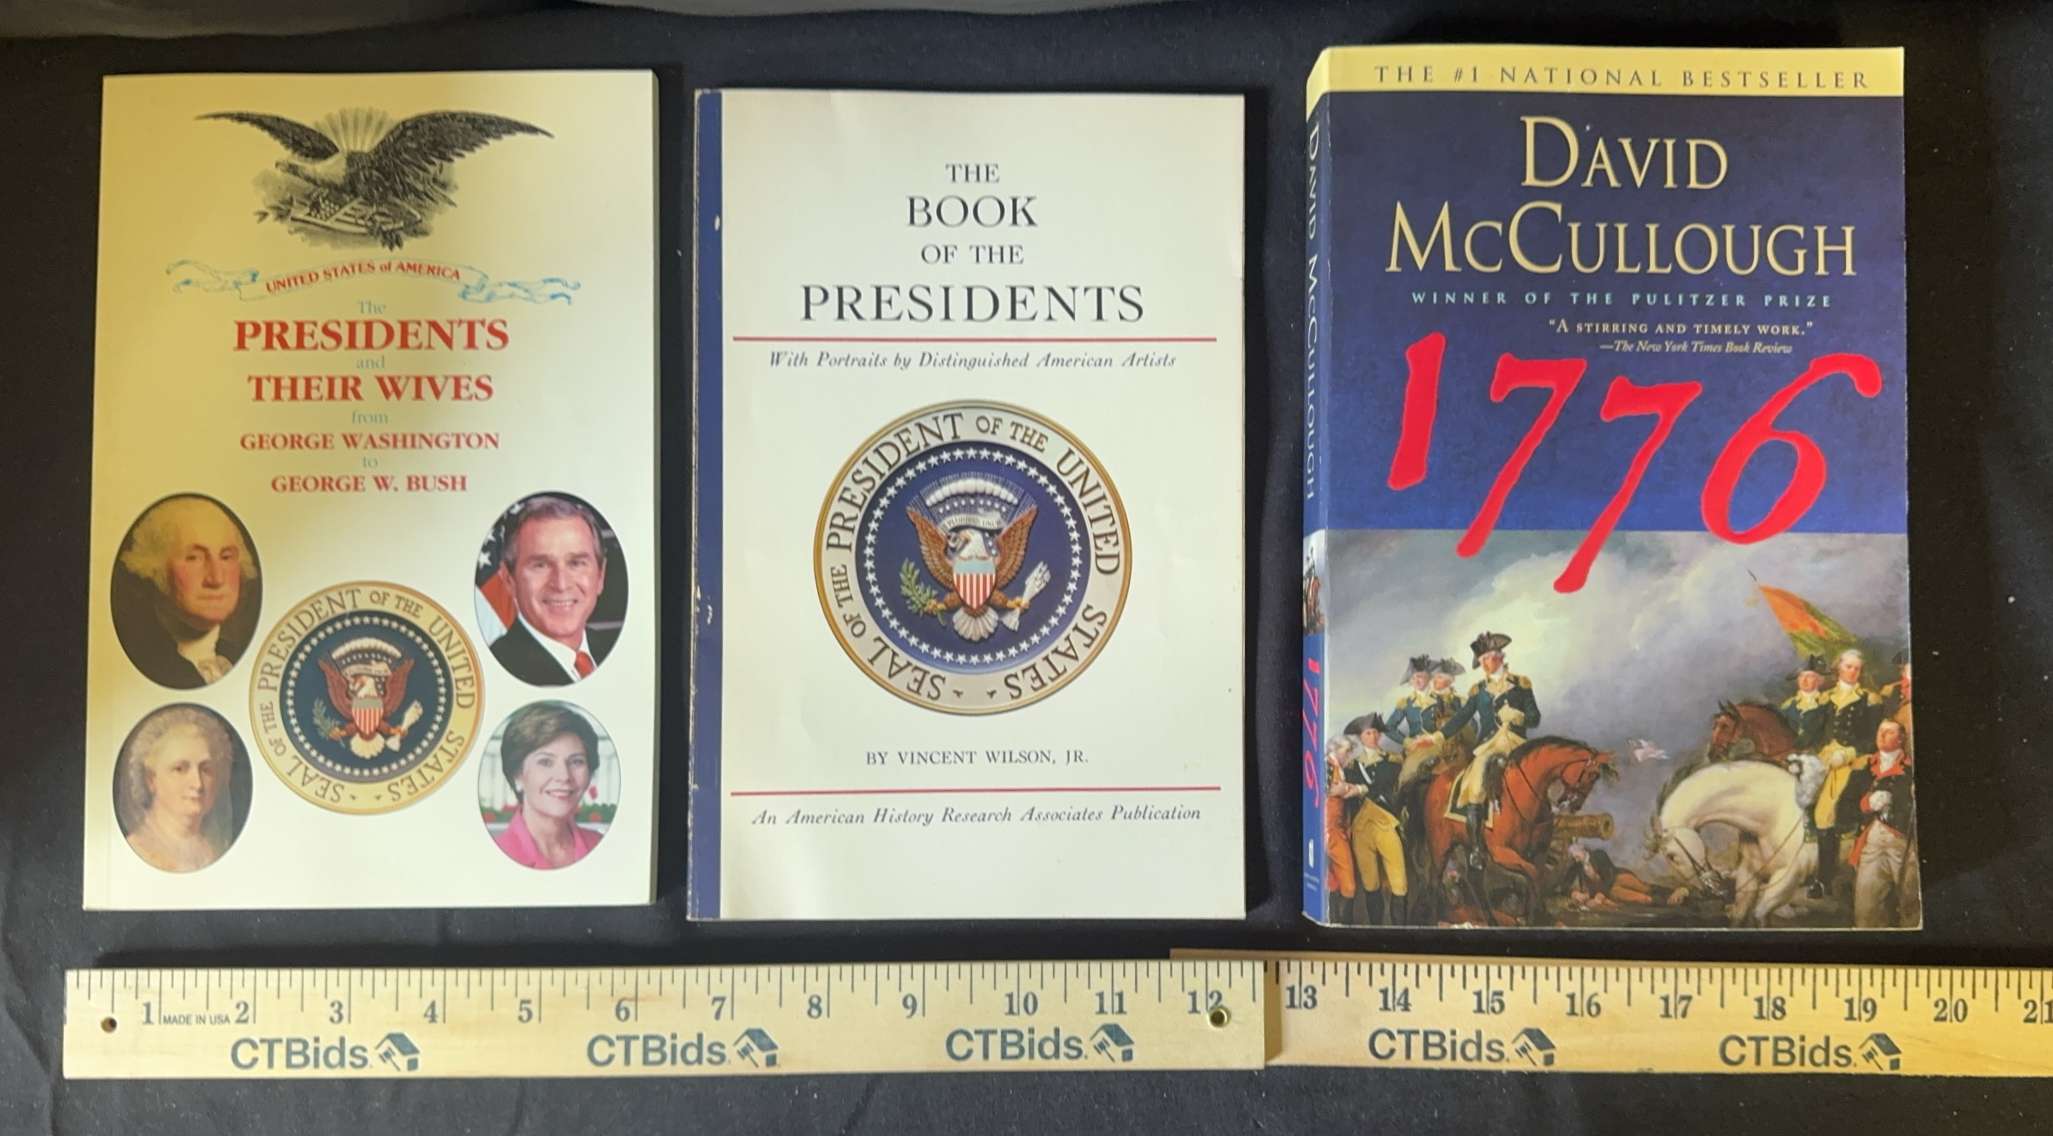 UNITED STATES of AMERICA
The
PRESIDENTS
and
THEIR WIVES
from
GEORGE WASHINGTON
to
GEORGE W. BUSH
SEAL OF THE PRESIDENT OF THE UNITED STATES
THE
BOOK
OF THE
PRESIDENTS
With Portraits by Distinguished American Artists
SEAL OF THE PRESIDENT OF THE UNITED STATES
BY VINCENT WILSON, JR.
An American History Research Associates Publication
DAVID MCCULLOUGH 1776
THE #1 NATIONAL BESTSELLER
DAVID
MCCULLOUGH
WINNER OF THE PULITZER PRIZE
"A STIRRING AND TIMELY WORK."
—The New York Times Book Review
1776
1 MADE IN USA 2 3 4 5 6 7 8 9 10 11 12 13 14 15 16 17 18 19 20 21
CTBids. CTBids. CTBids. CTBids. CTBids.